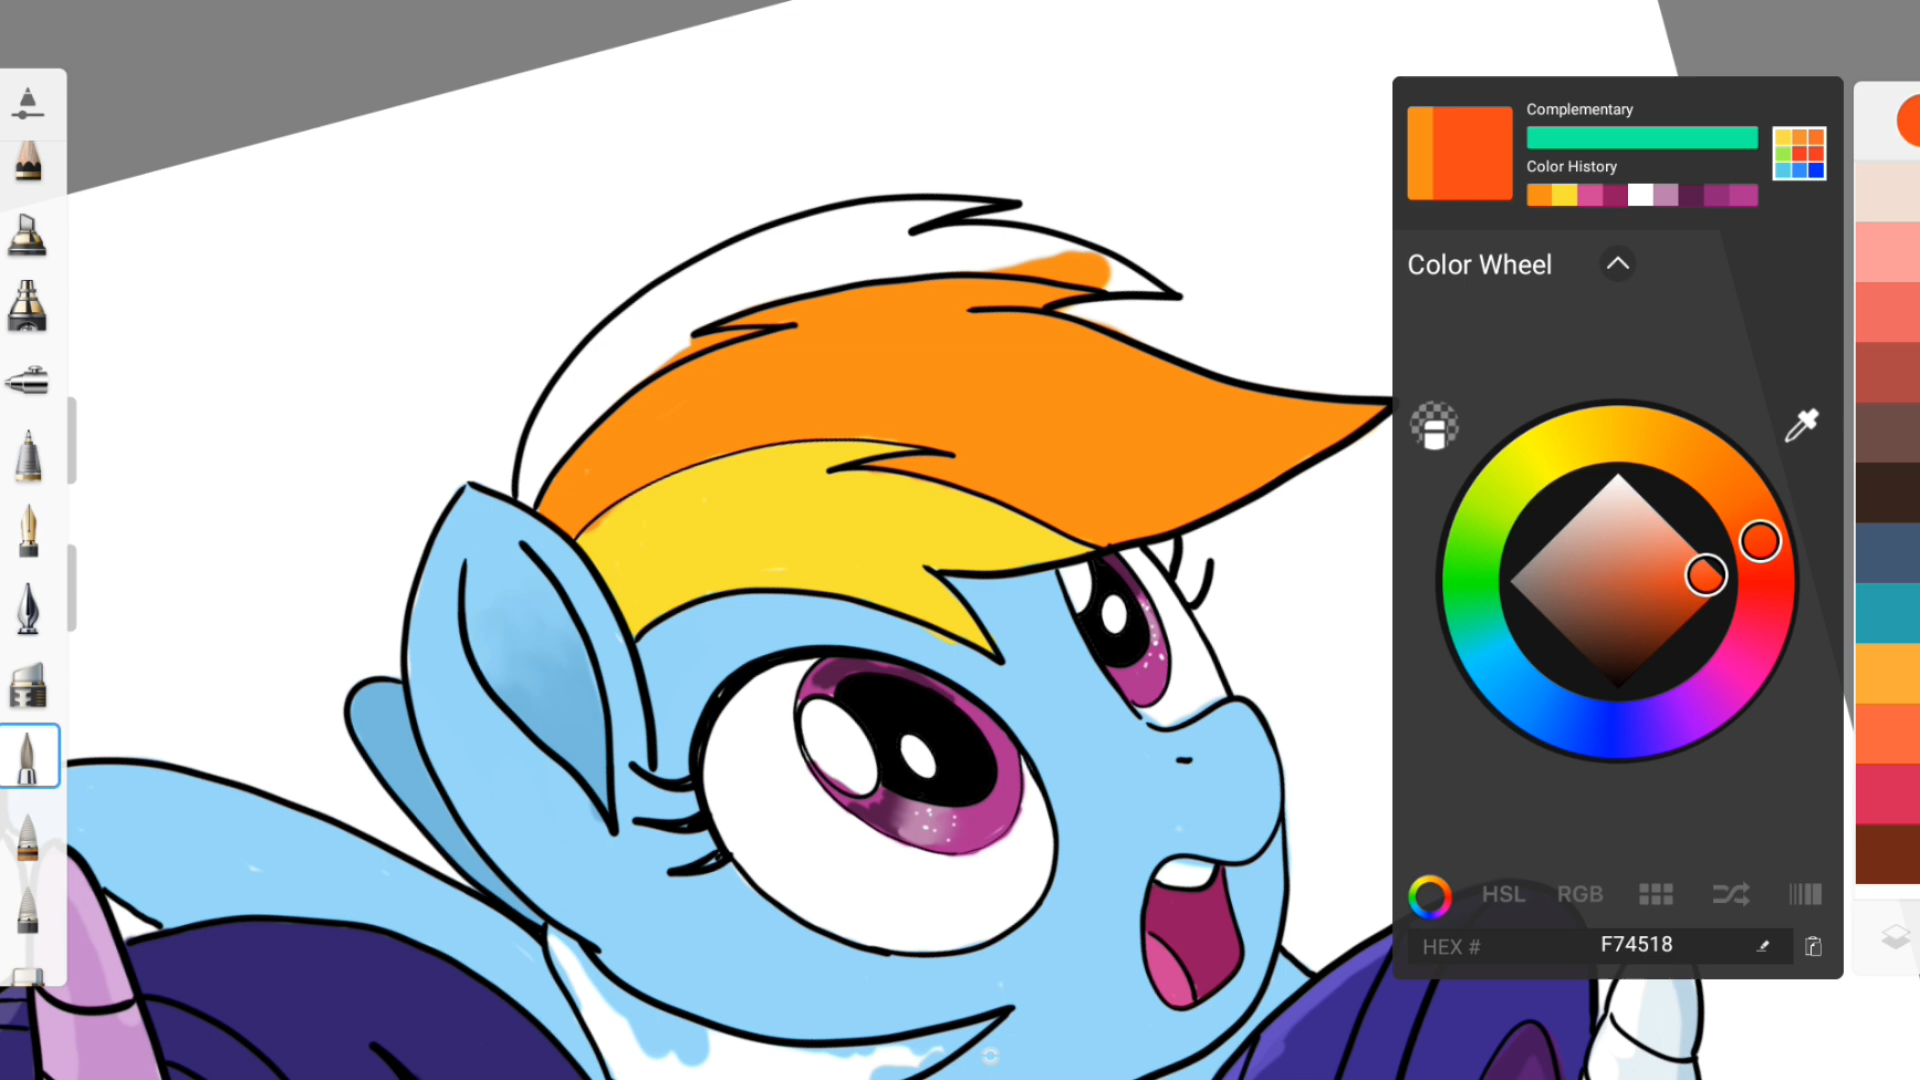 Complementary
Color History
Color Wheel
HSL RGB
HEX # F74518